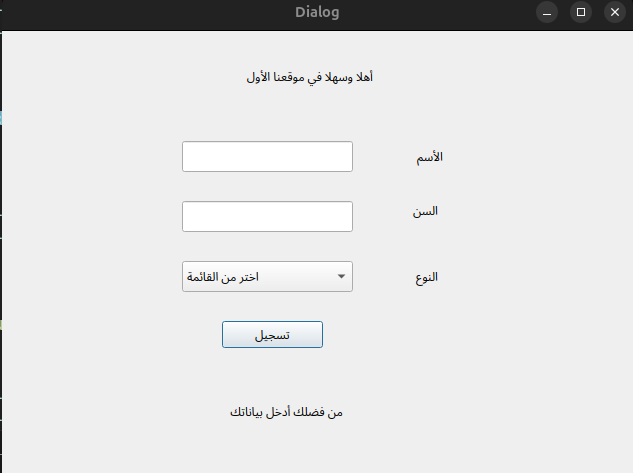 Dialog
أهلا وسهلا في موقعنا الأول
الأسم
السن
النوع
اختر من القائمة
تسجيل
من فضلك أدخل بياناتك